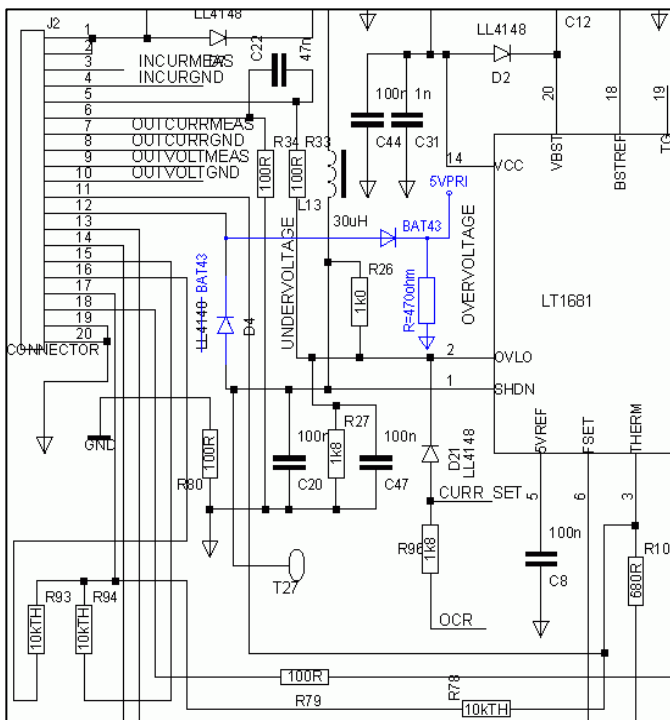 J2
LL4148
D7
C22
47n
LL4148
D2
C12
1
2
3
4
5
6
7
8
9
10
11
12
13
14
15
16
17
18
19
20
INCURMEAS
INCURGND
OUTCURRMEAS
OUTCURRGND
OUTVOLTMEAS
OUTVOLTGND
CONNECTOR
100n
1n
C44
C31
20
18
19
VBST
BSTREF
TG
14
VCC
R34
R33
100R
100R
L13
30uH
5VPRI
BAT43
BAT43
LL4148
D4
UNDERVOLTAGE
OVERVOLTAGE
R=470ohm
R26
1k0
LT1681
2
OVLO
1
SHDN
GND
R80
100R
100n
C20
R27
1k8
100n
C47
D21
LL4148
5VREF
FSET
THERM
5
6
3
CURR_SET
R96
1k8
OCR
100n
C8
R10
680R
T27
R93
10kTH
R94
10kTH
100R
R79
R78
10kTH